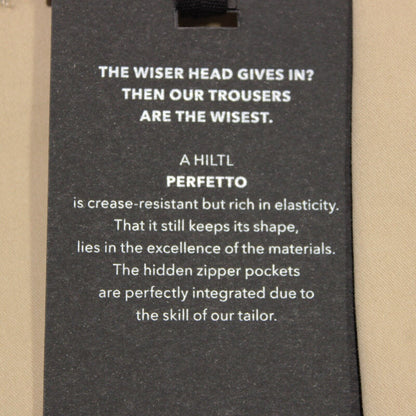 THE WISER HEAD GIVES IN?
THEN OUR TROUSERS
ARE THE WISEST.
A HILTL
PERFETTO
is crease-resistant but rich in elasticity.
That it still keeps its shape,
lies in the excellence of the materials.
The hidden zipper pockets
are perfectly integrated due to
the skill of our tailor.